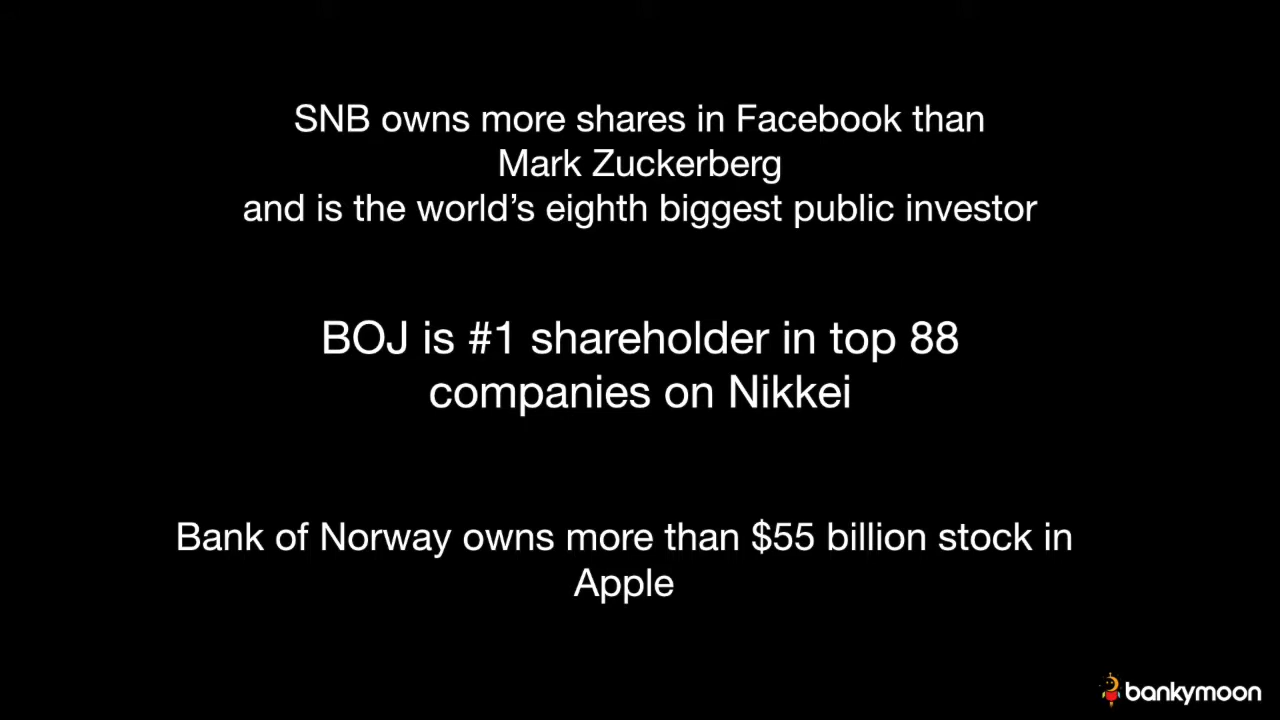 SNB owns more shares in Facebook than
Mark Zuckerberg
and is the world’s eighth biggest public investor
BOJ is #1 shareholder in top 88
companies on Nikkei
Bank of Norway owns more than $55 billion stock in
Apple
bankymoon